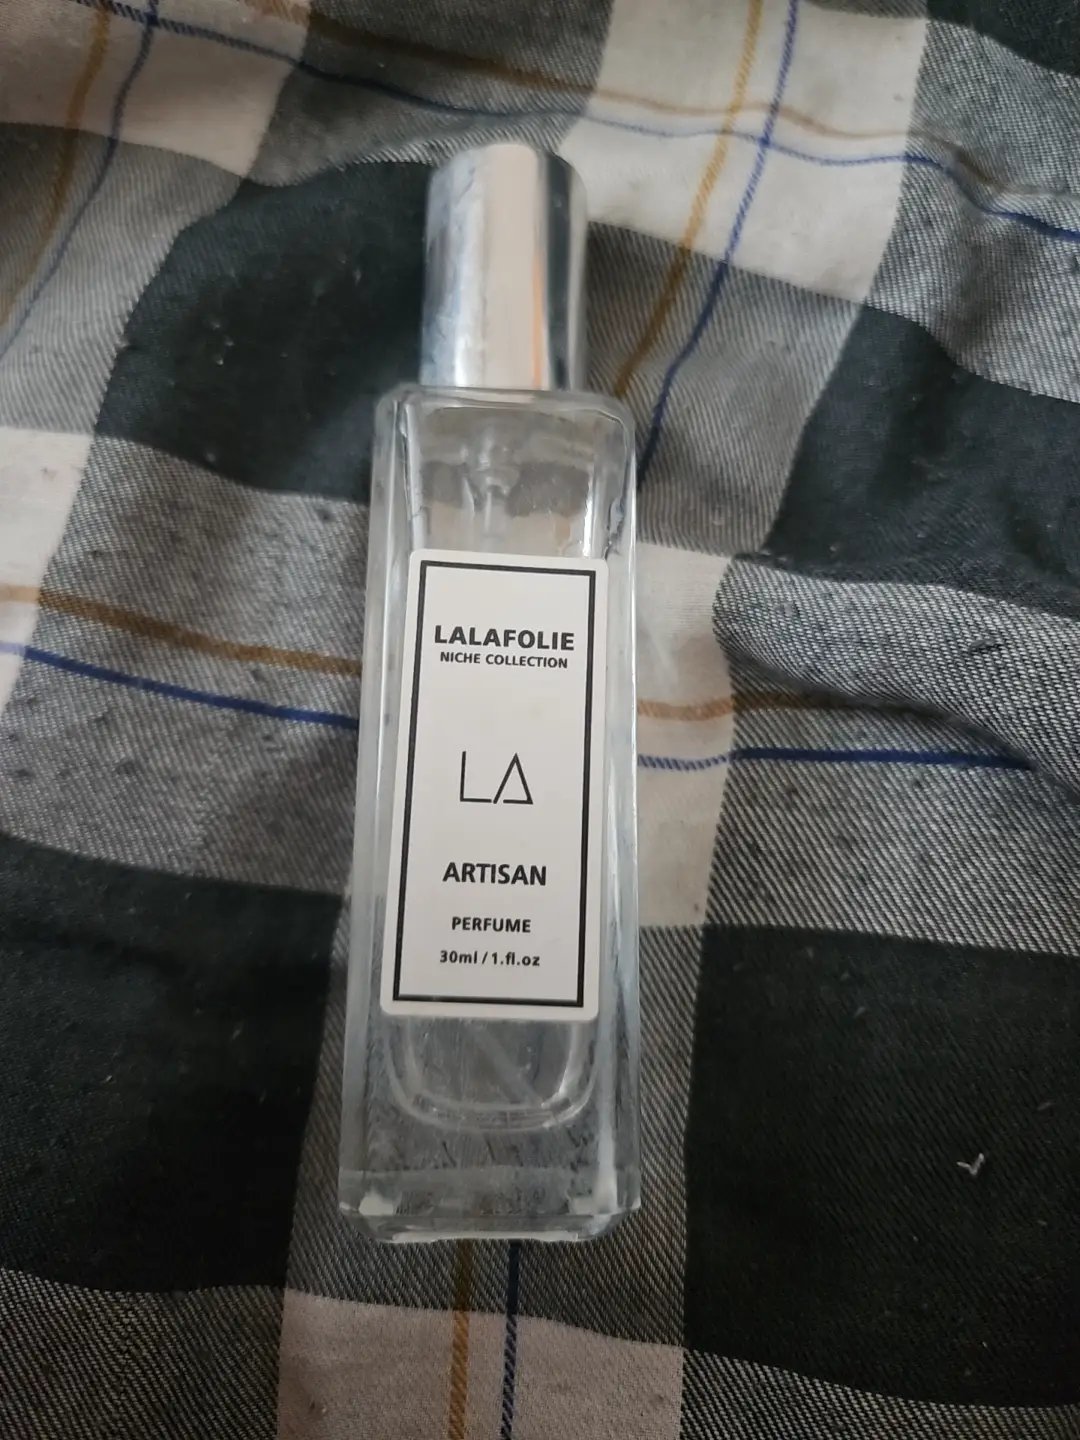 LALAFOLIE
NICHE COLLECTION
LA
ARTISAN
PERFUME
30ml / 1.fl.oz